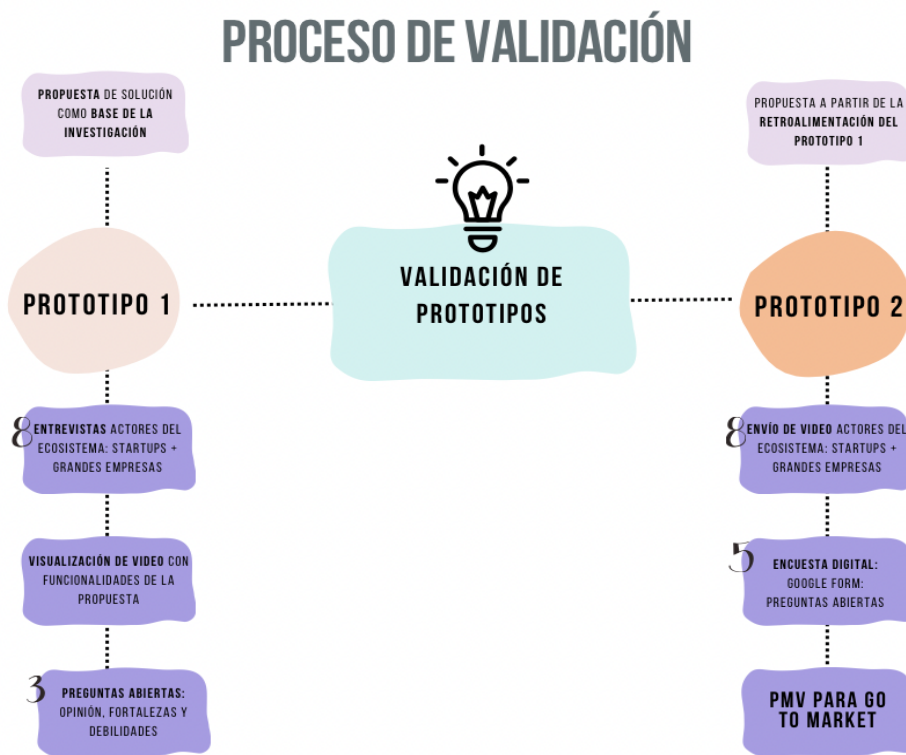 PROCESO DE VALIDACIÓN
PROPUESTA DE SOLUCIÓN
COMO BASE DE LA
INVESTIGACIÓN
PROTOTIPO 1
8
ENTREVISTAS ACTORES DEL
ECOSISTEMA: STARTUPS +
GRANDES EMPRESAS
VISUALIZACIÓN DE VIDEO CON
FUNCIONALIDADES DE LA
PROPUESTA
3
PREGUNTAS ABIERTAS:
OPINIÓN, FORTALEZAS Y
DEBILIDADES
VALIDACIÓN DE
PROTOTIPOS
PROPUESTA A PARTIR DE LA
RETROALIMENTACIÓN DEL
PROTOTIPO 1
PROTOTIPO 2
8
ENVÍO DE VIDEO ACTORES DEL
ECOSISTEMA: STARTUPS +
GRANDES EMPRESAS
5
ENCUESTA DIGITAL:
GOOGLE FORM:
PREGUNTAS ABIERTAS
PMV PARA GO
TO MARKET